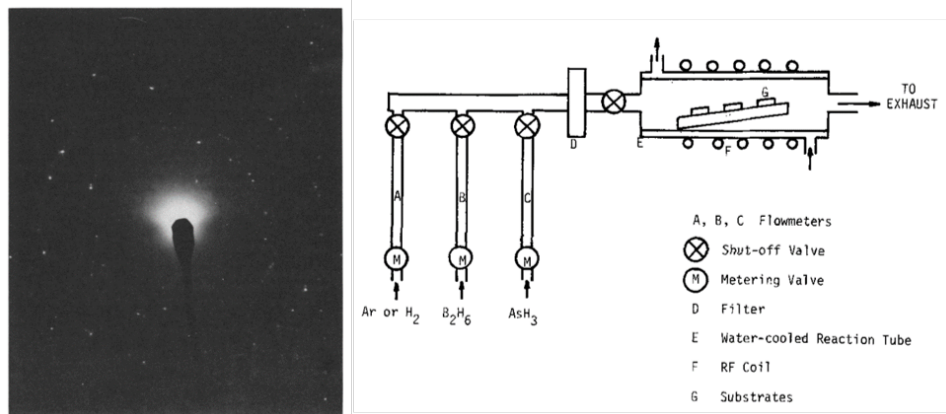 G
TO
EXHAUST
D
E
F
A
B
C
A, B, C Flowmeters
Shut-off Valve
M
M
M
M Metering Valve
Ar or H2
B2H6
AsH3
D Filter
E Water-cooled Reaction Tube
F RF Coil
G Substrates